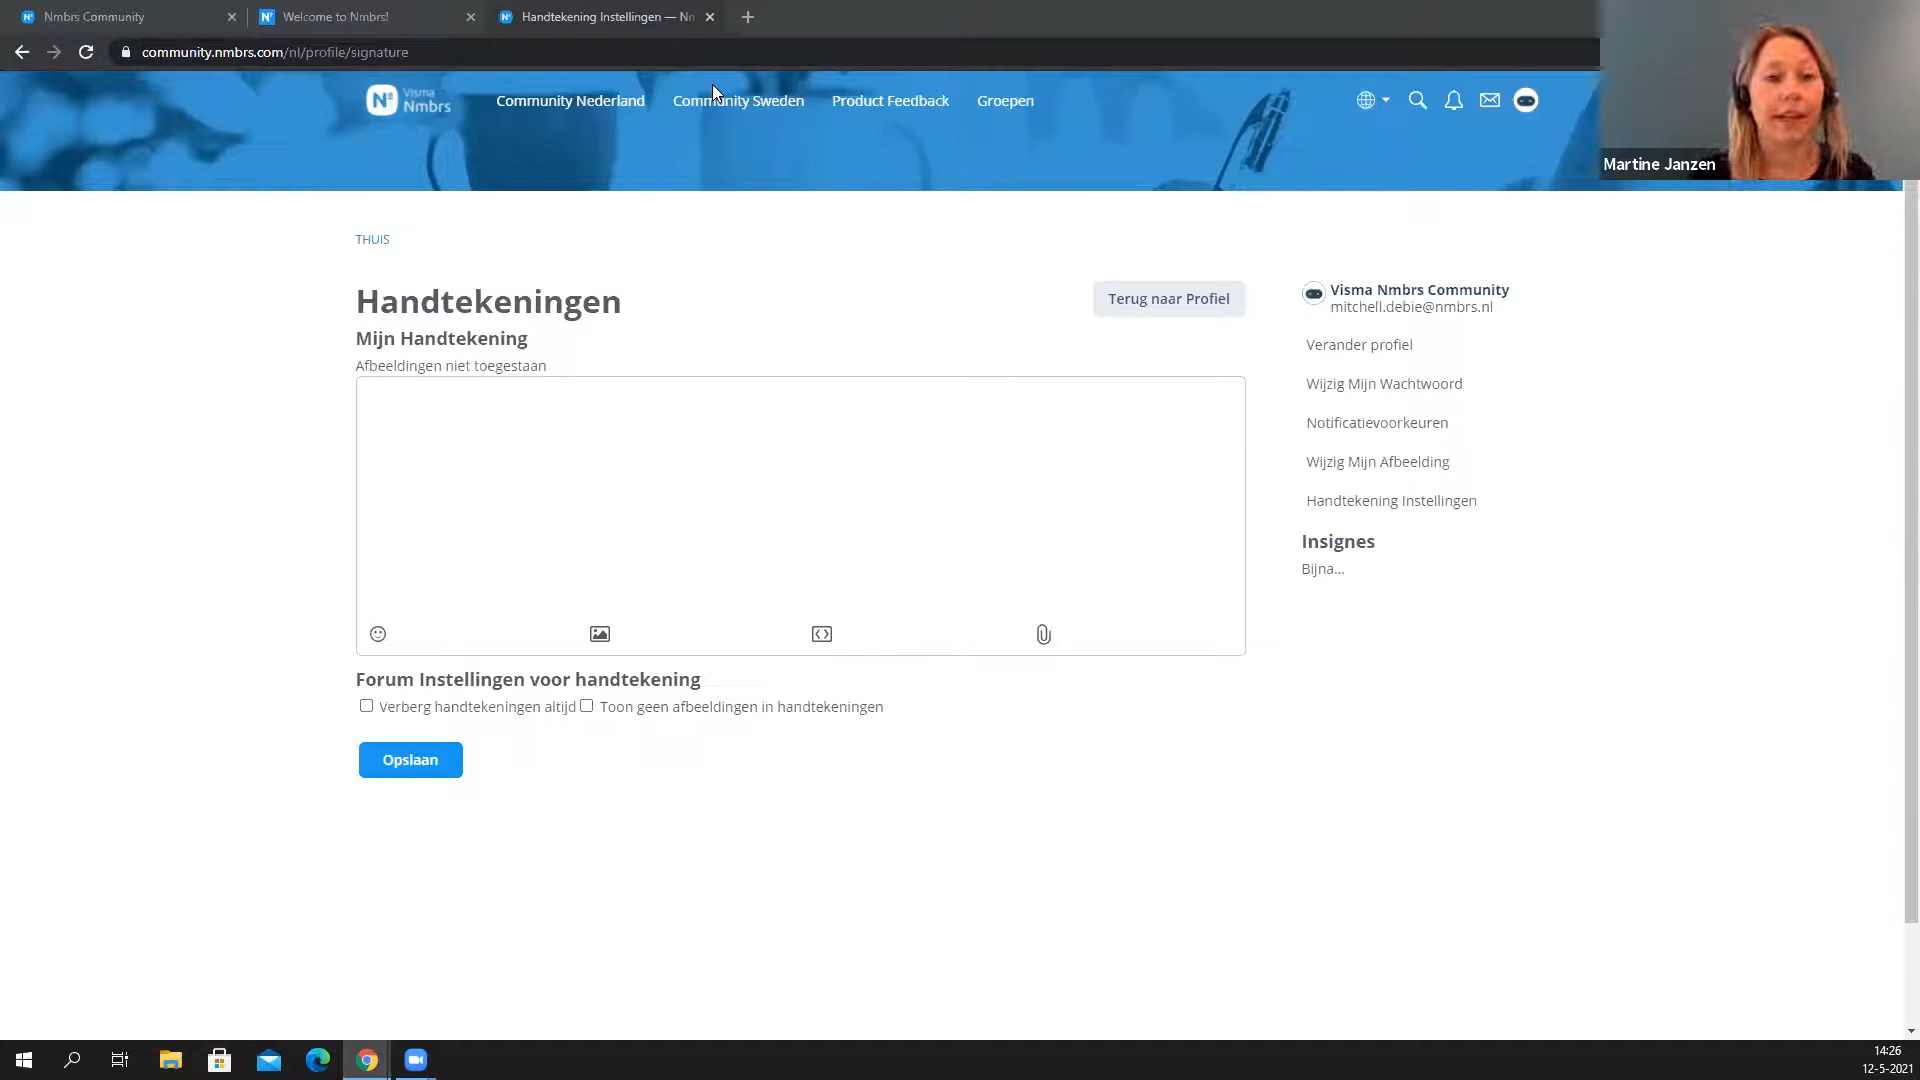 Nmbrs Community
Welcome to Nmbrs!
Handtekening Instellingen — Nm
community.nmbrs.com/nl/profile/signature
Visma
Nmbrs
Community Nederland
Community Sweden
Product Feedback
Groepen
Martine Janzen
THUIS
Handtekeningen
Terug naar Profiel
Mijn Handtekening
Afbeeldingen niet toegestaan
Forum Instellingen voor handtekening
Verberg handtekeningen altijd
Toon geen afbeeldingen in handtekeningen
Opslaan
Visma Nmbrs Community
mitchell.debie@nmbrs.nl
Verander profiel
Wijzig Mijn Wachtwoord
Notificatievoorkeuren
Wijzig Mijn Afbeelding
Handtekening Instellingen
Insignes
Bijna...
14:26
12-5-2021